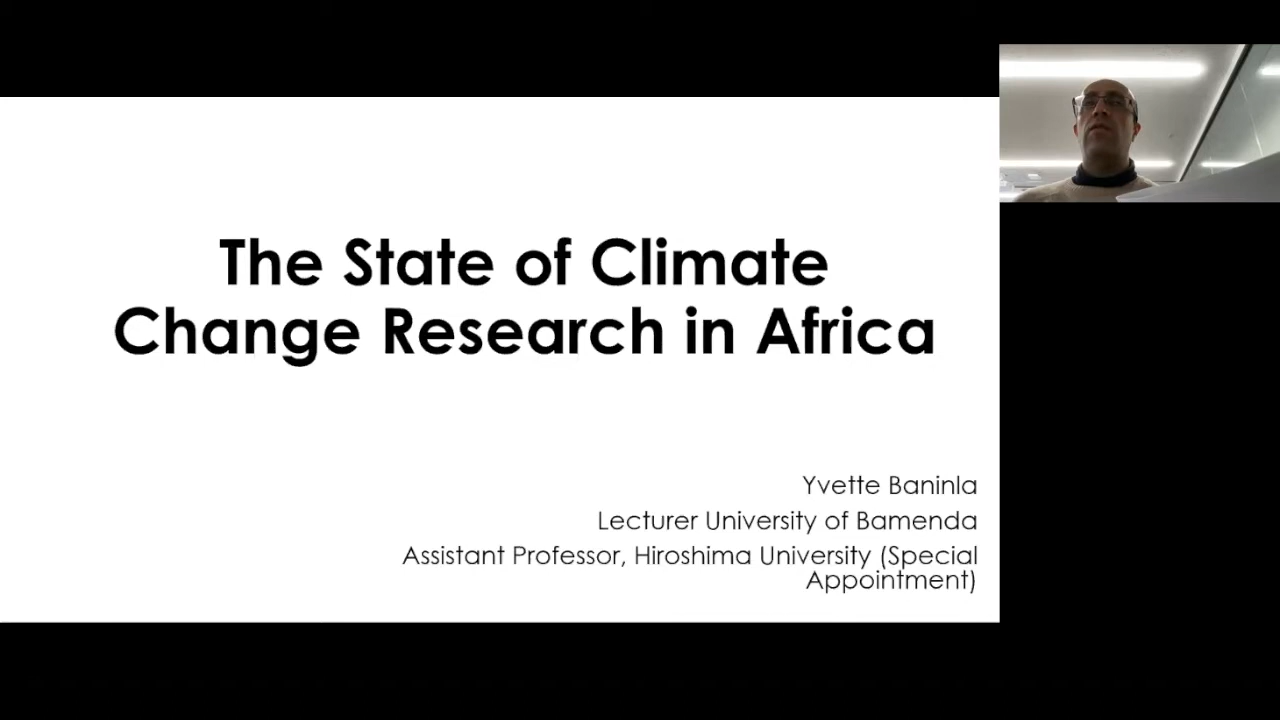 The State of Climate
Change Research in Africa
Yvette Baninla
Lecturer University of Bamenda
Assistant Professor, Hiroshima University (Special
Appointment)